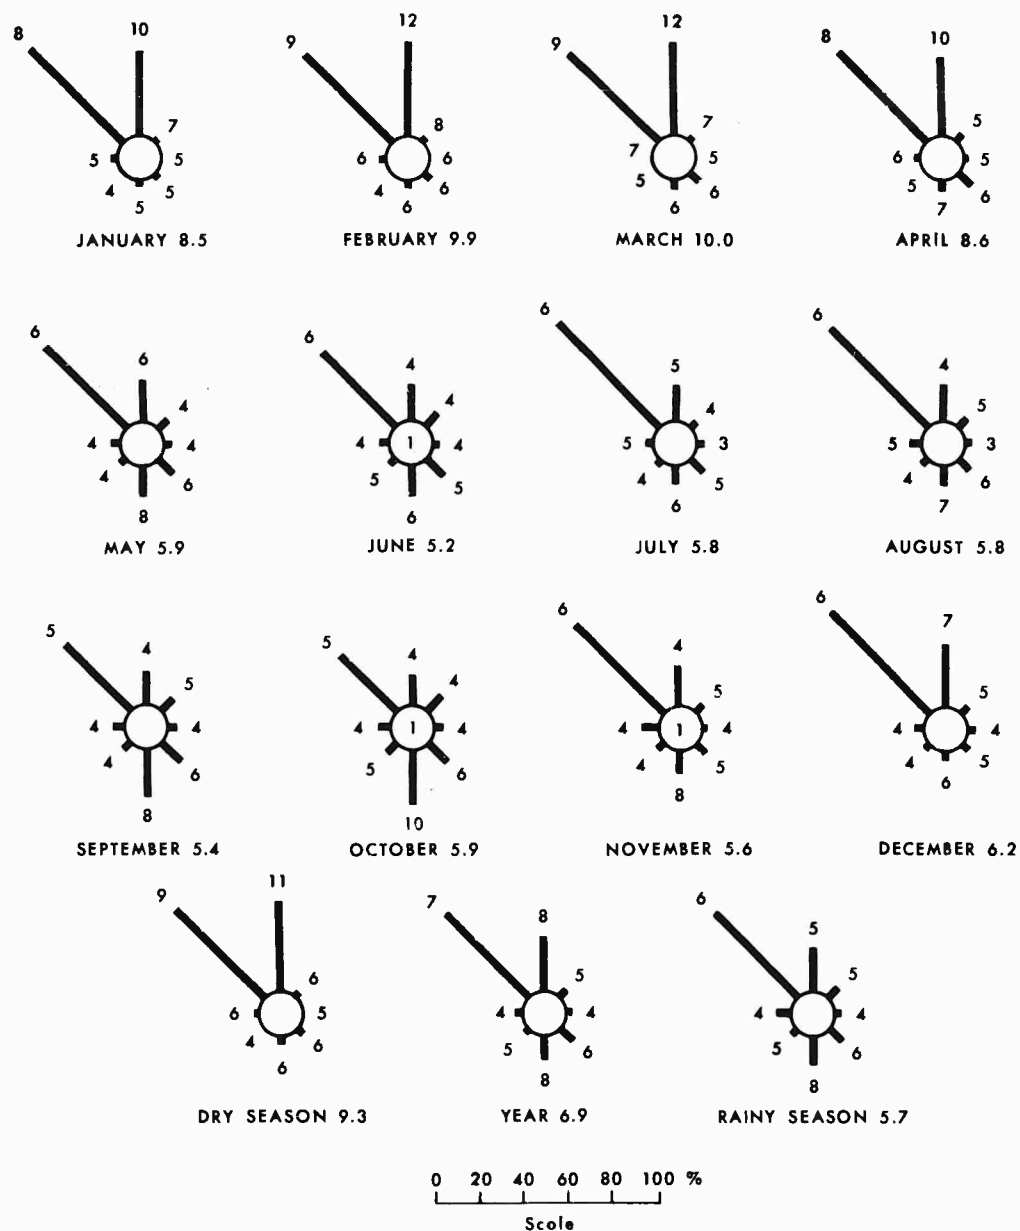 8 10 7 5 5 5 5 4 5
JANUARY 8.5
9 12 8 6 6 6 4 6
FEBRUARY 9.9
9 12 7 5 6 6 5 7
MARCH 10.0
8 10 5 5 6 7 5 6
APRIL 8.6
6 6 4 4 6 8 4 4
MAY 5.9
6 4 4 4 5 6 5 4 1
JUNE 5.2
6 5 4 3 5 6 4 5
JULY 5.8
6 4 5 3 6 7 4 5
AUGUST 5.8
5 4 5 4 6 8 4 4
SEPTEMBER 5.4
5 4 4 4 6 10 5 4 1
OCTOBER 5.9
6 4 5 4 5 8 4 4 1
NOVEMBER 5.6
6 7 5 4 5 6 4 4
DECEMBER 6.2
9 11 6 5 6 6 4 6
DRY SEASON 9.3
7 8 5 4 6 8 5 4
YEAR 6.9
6 5 5 4 6 8 5 4
RAINY SEASON 5.7
0 20 40 60 80 100 %
Scale